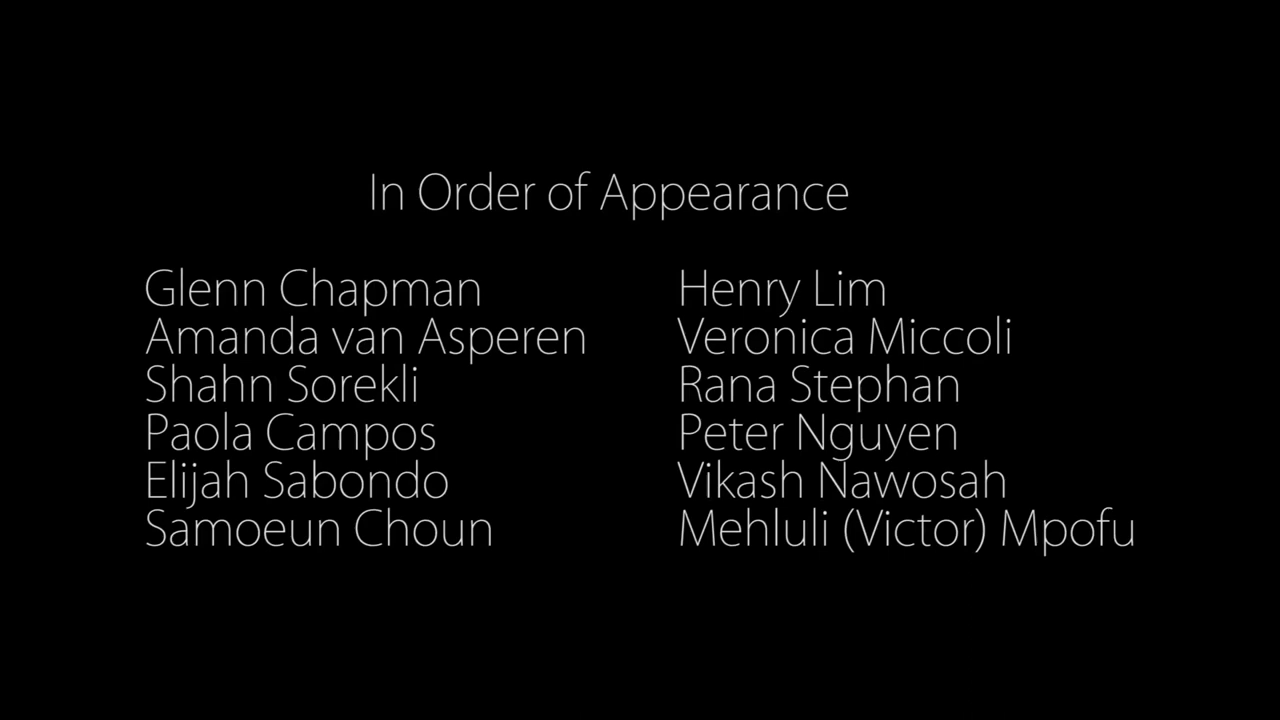 In Order of Appearance
Glenn Chapman
Amanda van Asperen
Shahn Sorekli
Paola Campos
Elijah Sabondo
Samoeun Choun
Henry Lim
Veronica Miccoli
Rana Stephan
Peter Nguyen
Vikash Nawosah
Mehluli (Victor) Mpofu